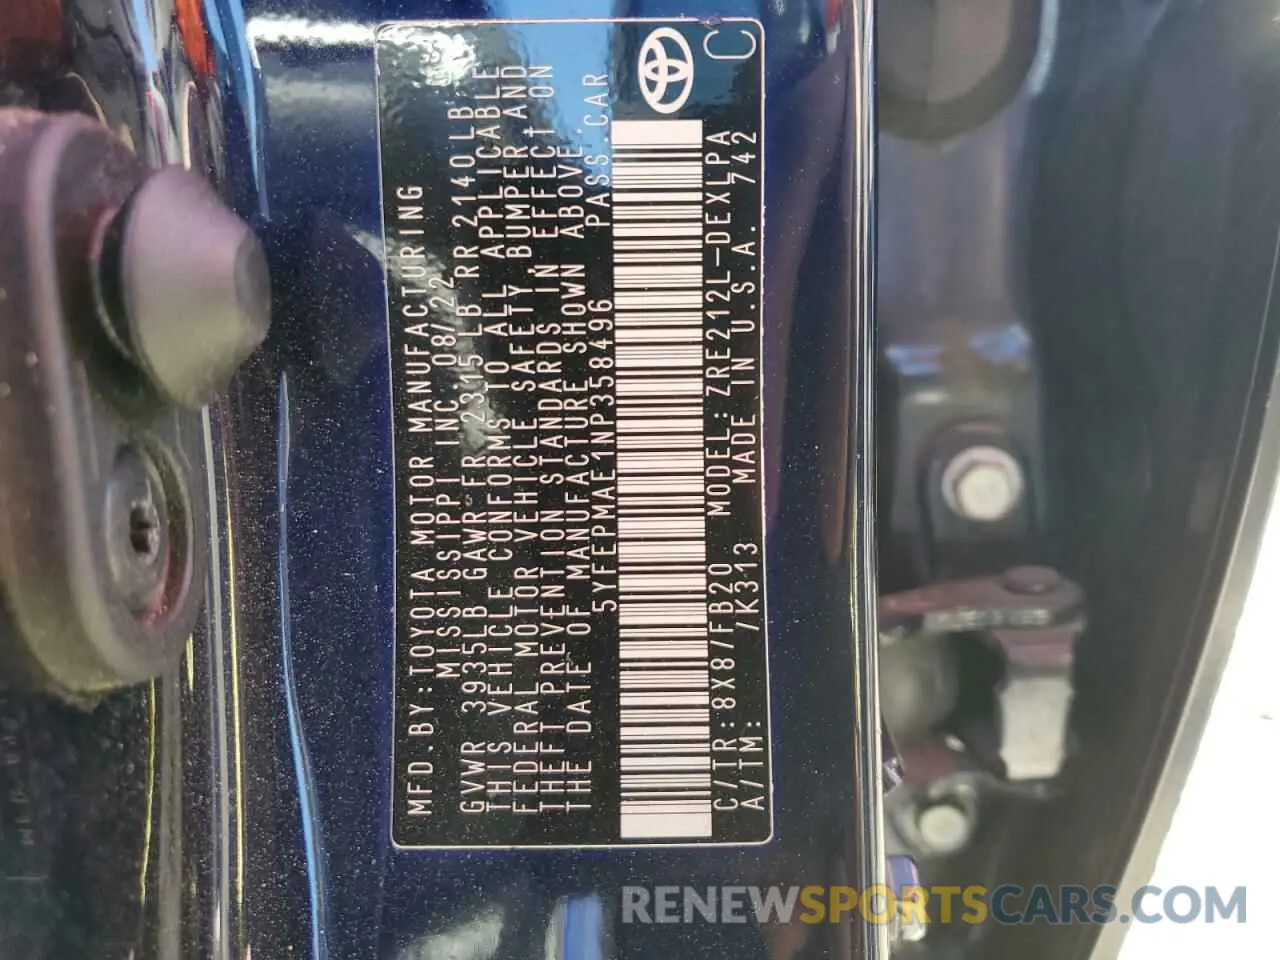 MFD.BY:TOYOTA MOTOR MANUFACTURING
MISSISSIPPI INC.08/22
GVWR 3935LB GAWR FR 2315LB RR 2140LB
THIS VEHICLE CONFORMS TO ALL APPLICABLE
FEDERAL MOTOR VEHICLE SAFETY, BUMPER AND
THEFT PREVENTION STANDARDS IN EFFECT ON
THE DATE OF MANUFACTURE SHOWN ABOVE.
5YFEPMAE1NP358496 PASS.CAR
C/TR:8X87/FB20 MODEL: ZRE212L-DEXLPA
A/TM: /K313 MADE IN U.S.A. 742
C
RENEWSPORTSCARS.COM